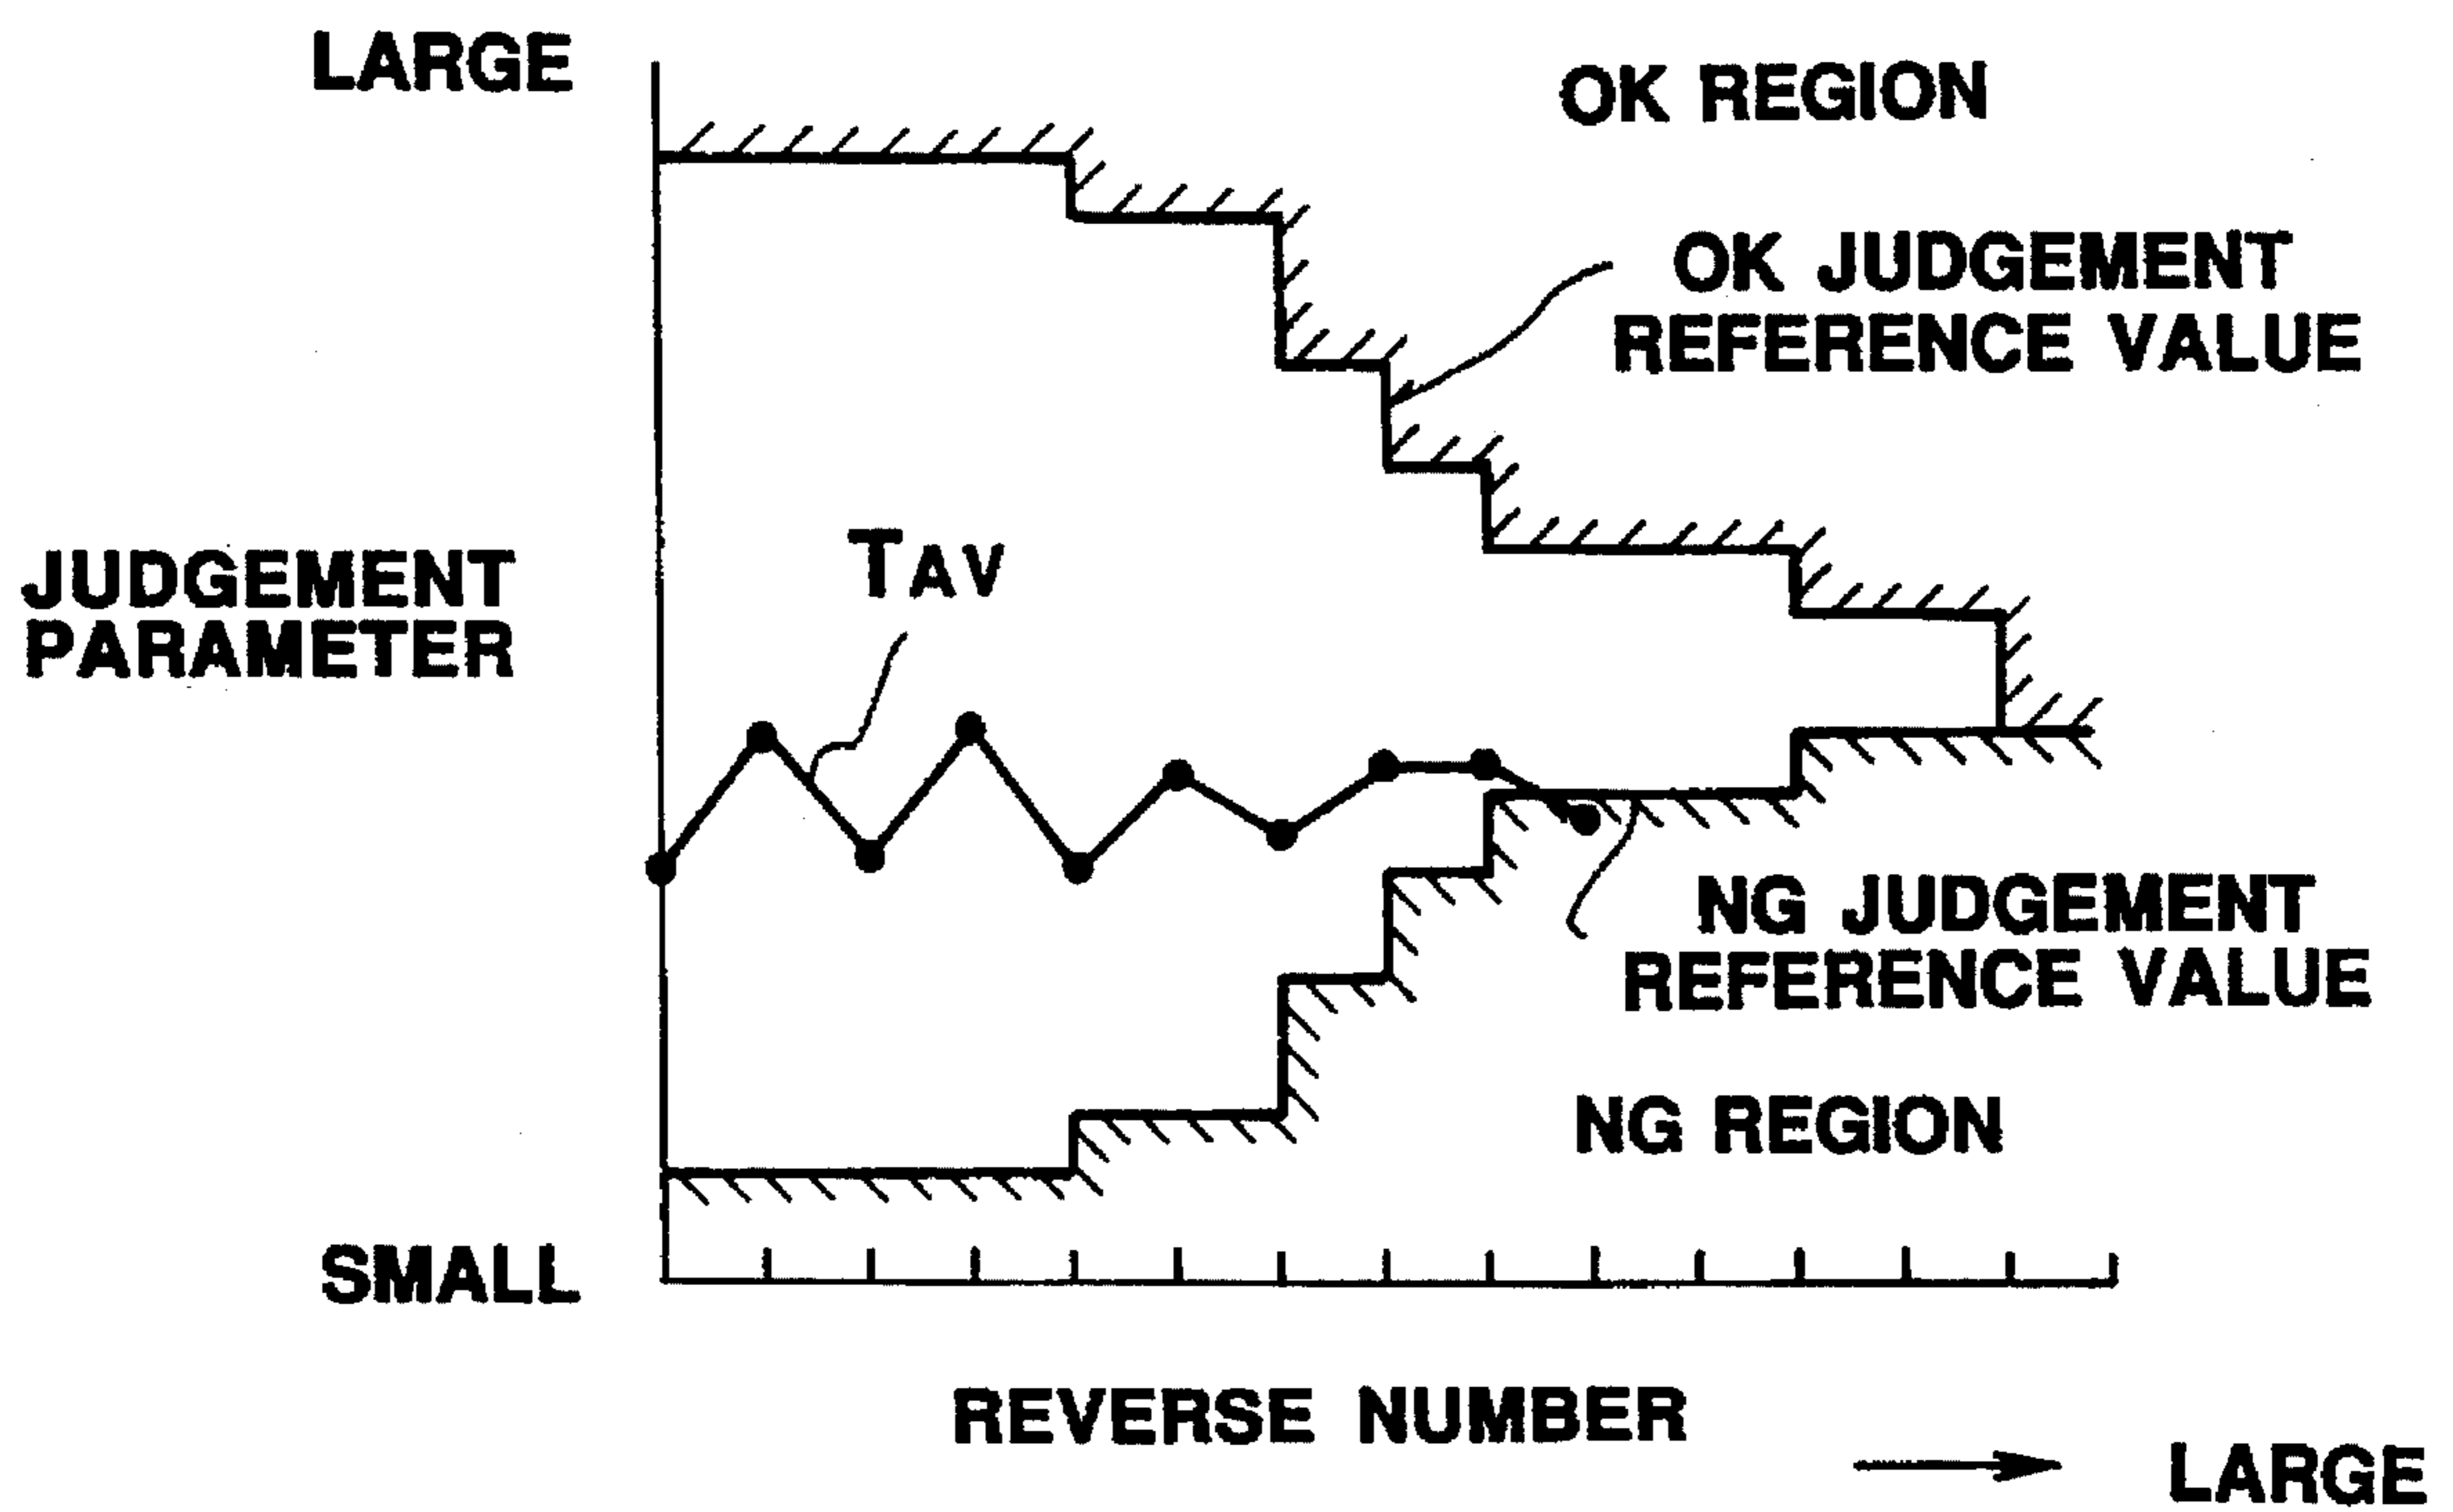 LARGE
OK REGION
OK JUDGEMENT
REFERENCE VALUE
TAV
JUDGEMENT
PARAMETER
NG JUDGEMENT
REFERENCE VALUE
NG REGION
SMALL
REVERSE NUMBER
LARGE